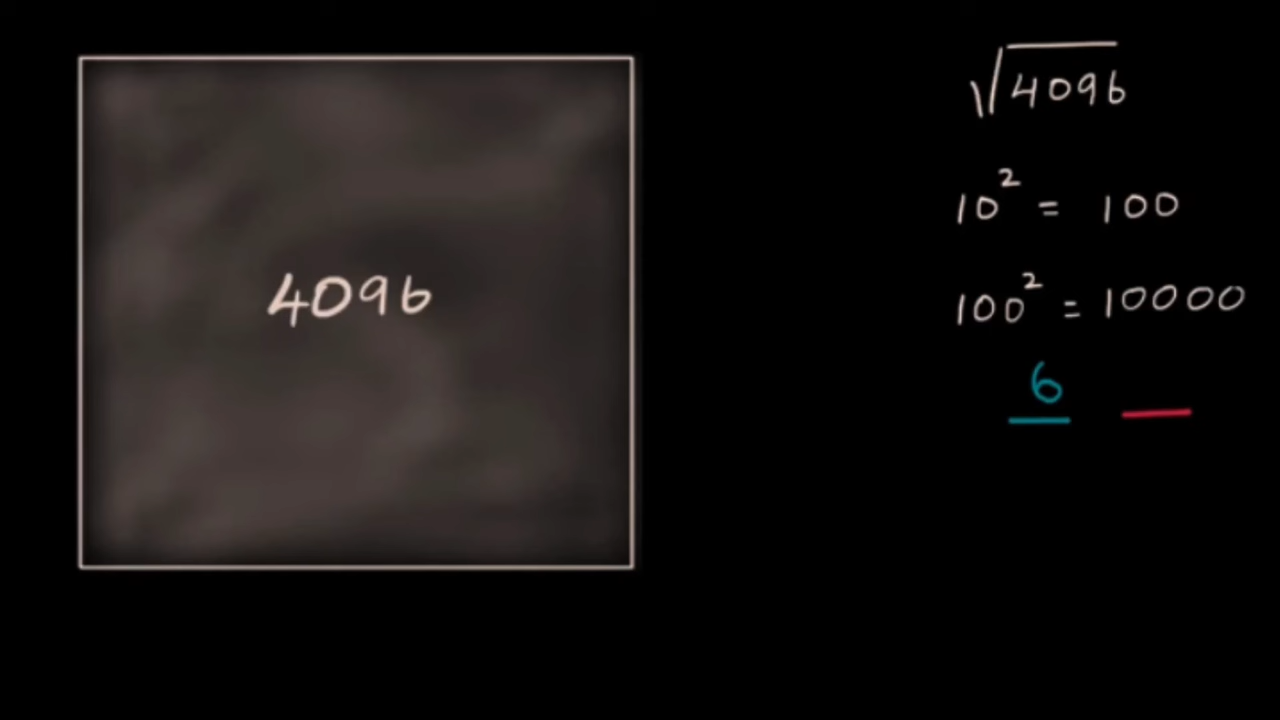 4096
√4096
10² = 100
100² = 10000
6